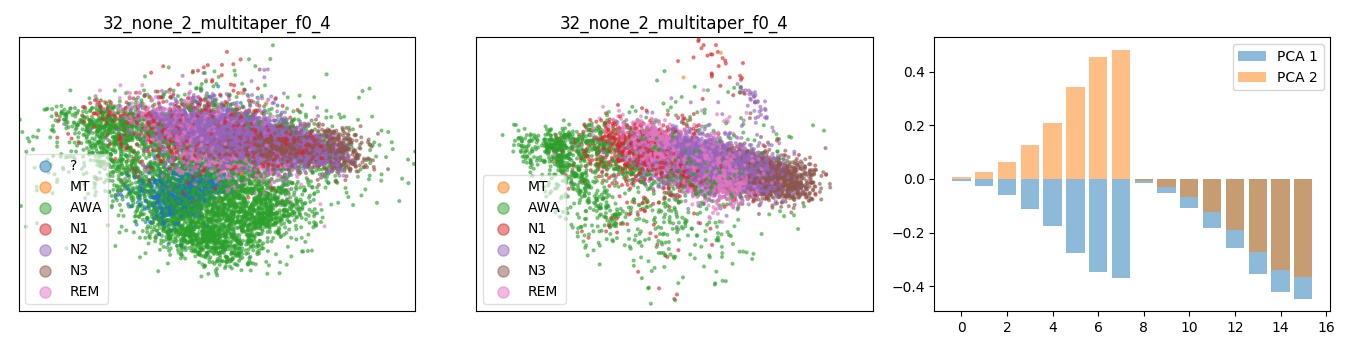 32_none_2_multitaper_f0_4
?
MT
AWA
N1
N2
N3
REM
32_none_2_multitaper_f0_4
MT
AWA
N1
N2
N3
REM
PCA 1
PCA 2
0.4
0.2
0.0
−0.2
−0.4
0 2 4 6 8 10 12 14 16